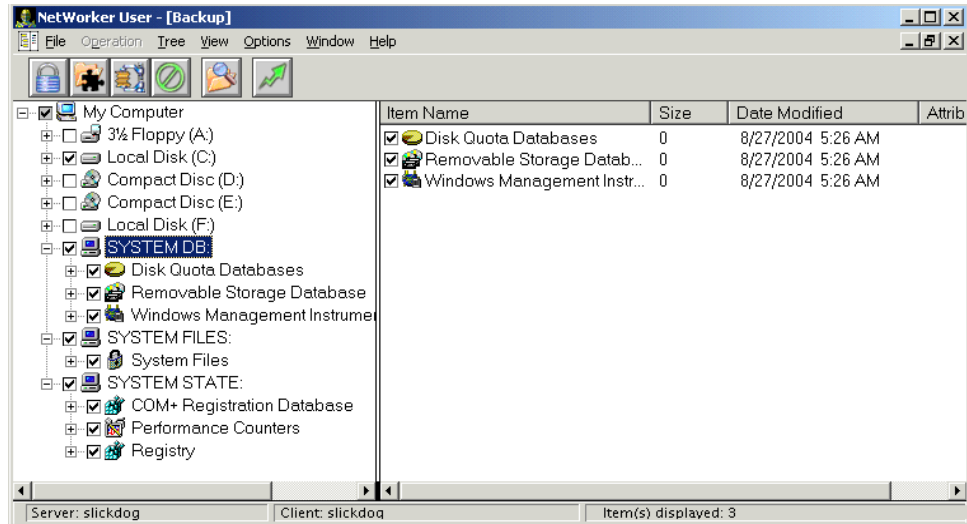 NetWorker User - [Backup]
File Operation Tree View Options Window Help
My Computer
3½ Floppy (A:)
Local Disk (C:)
Compact Disc (D:)
Compact Disc (E:)
Local Disk (F:)
SYSTEM DB:
Disk Quota Databases
Removable Storage Database
Windows Management Instrumei
SYSTEM FILES:
System Files
SYSTEM STATE:
COM+ Registration Database
Performance Counters
Registry
Item Name Size Date Modified Attrib
Disk Quota Databases 0 8/27/2004 5:26 AM
Removable Storage Datab... 0 8/27/2004 5:26 AM
Windows Management Instr... 0 8/27/2004 5:26 AM
Server: slickdog Client: slickdog Item(s) displayed: 3